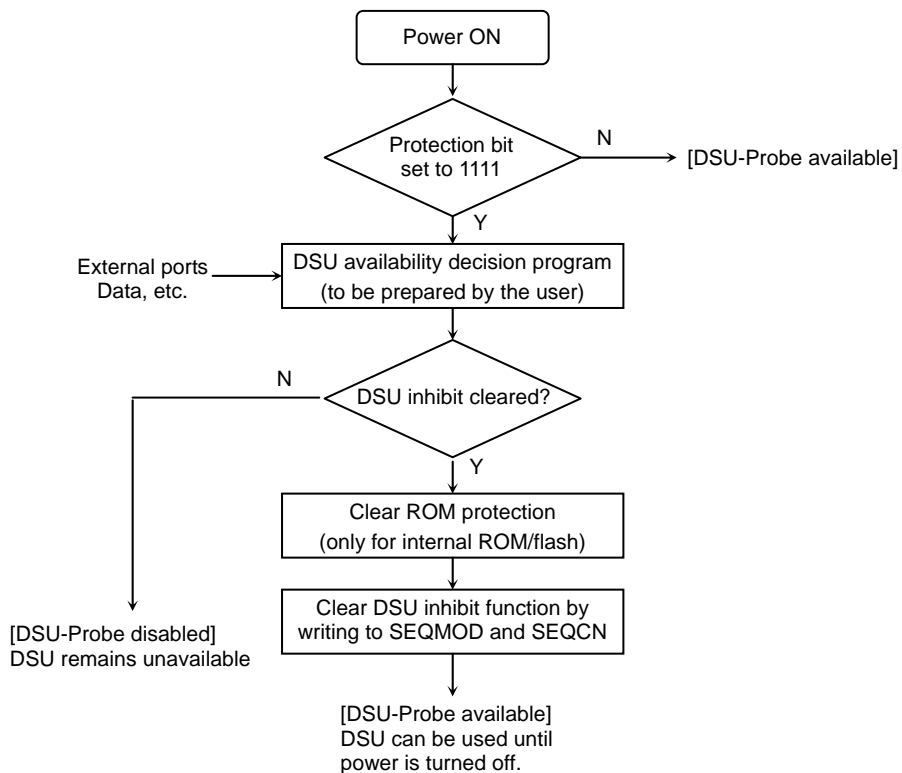 Power ON
Protection bit
set to 1111
N
[DSU-Probe available]
Y
External ports
Data, etc.
DSU availability decision program
(to be prepared by the user)
N
DSU inhibit cleared?
Y
Clear ROM protection
(only for internal ROM/flash)
Clear DSU inhibit function by
writing to SEQMOD and SEQCN
[DSU-Probe disabled]
DSU remains unavailable
[DSU-Probe available]
DSU can be used until
power is turned off.